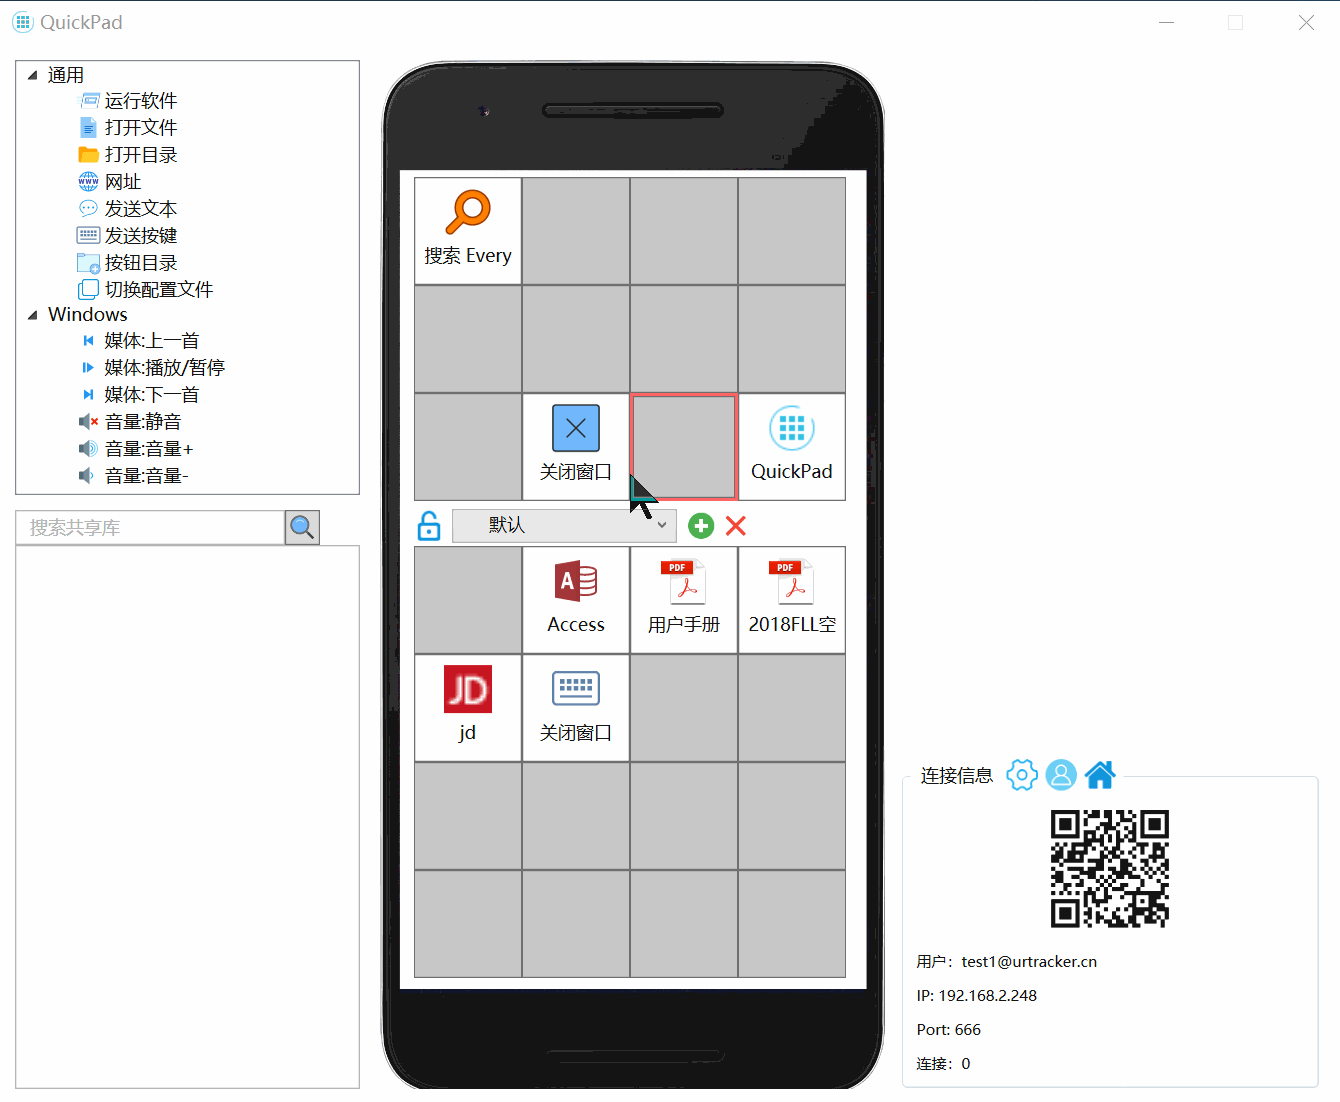 QuickPad
通用
运行软件
打开文件
打开目录
网址
发送文本
发送按键
按钮目录
切换配置文件
Windows
媒体:上一首
媒体:播放/暂停
媒体:下一首
音量:静音
音量:音量+
音量:音量-
搜索共享库
搜索 Every
关闭窗口
QuickPad
默认
Access
用户手册
2018FLL空
jd
关闭窗口
连接信息
用户：test1@urtracker.cn
IP: 192.168.2.248
Port: 666
连接：0
WWW
A
PDF
PDF
JD